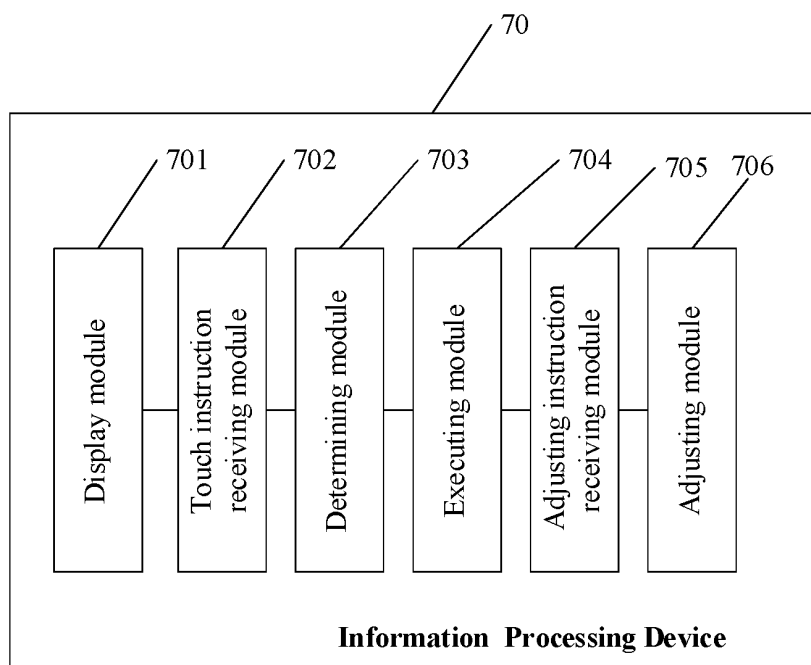 70
701
702
703
704
705
706
Display module
Touch instruction
receiving module
Determining module
Executing module
Adjusting instruction
receiving module
Adjusting module
Information Processing Device